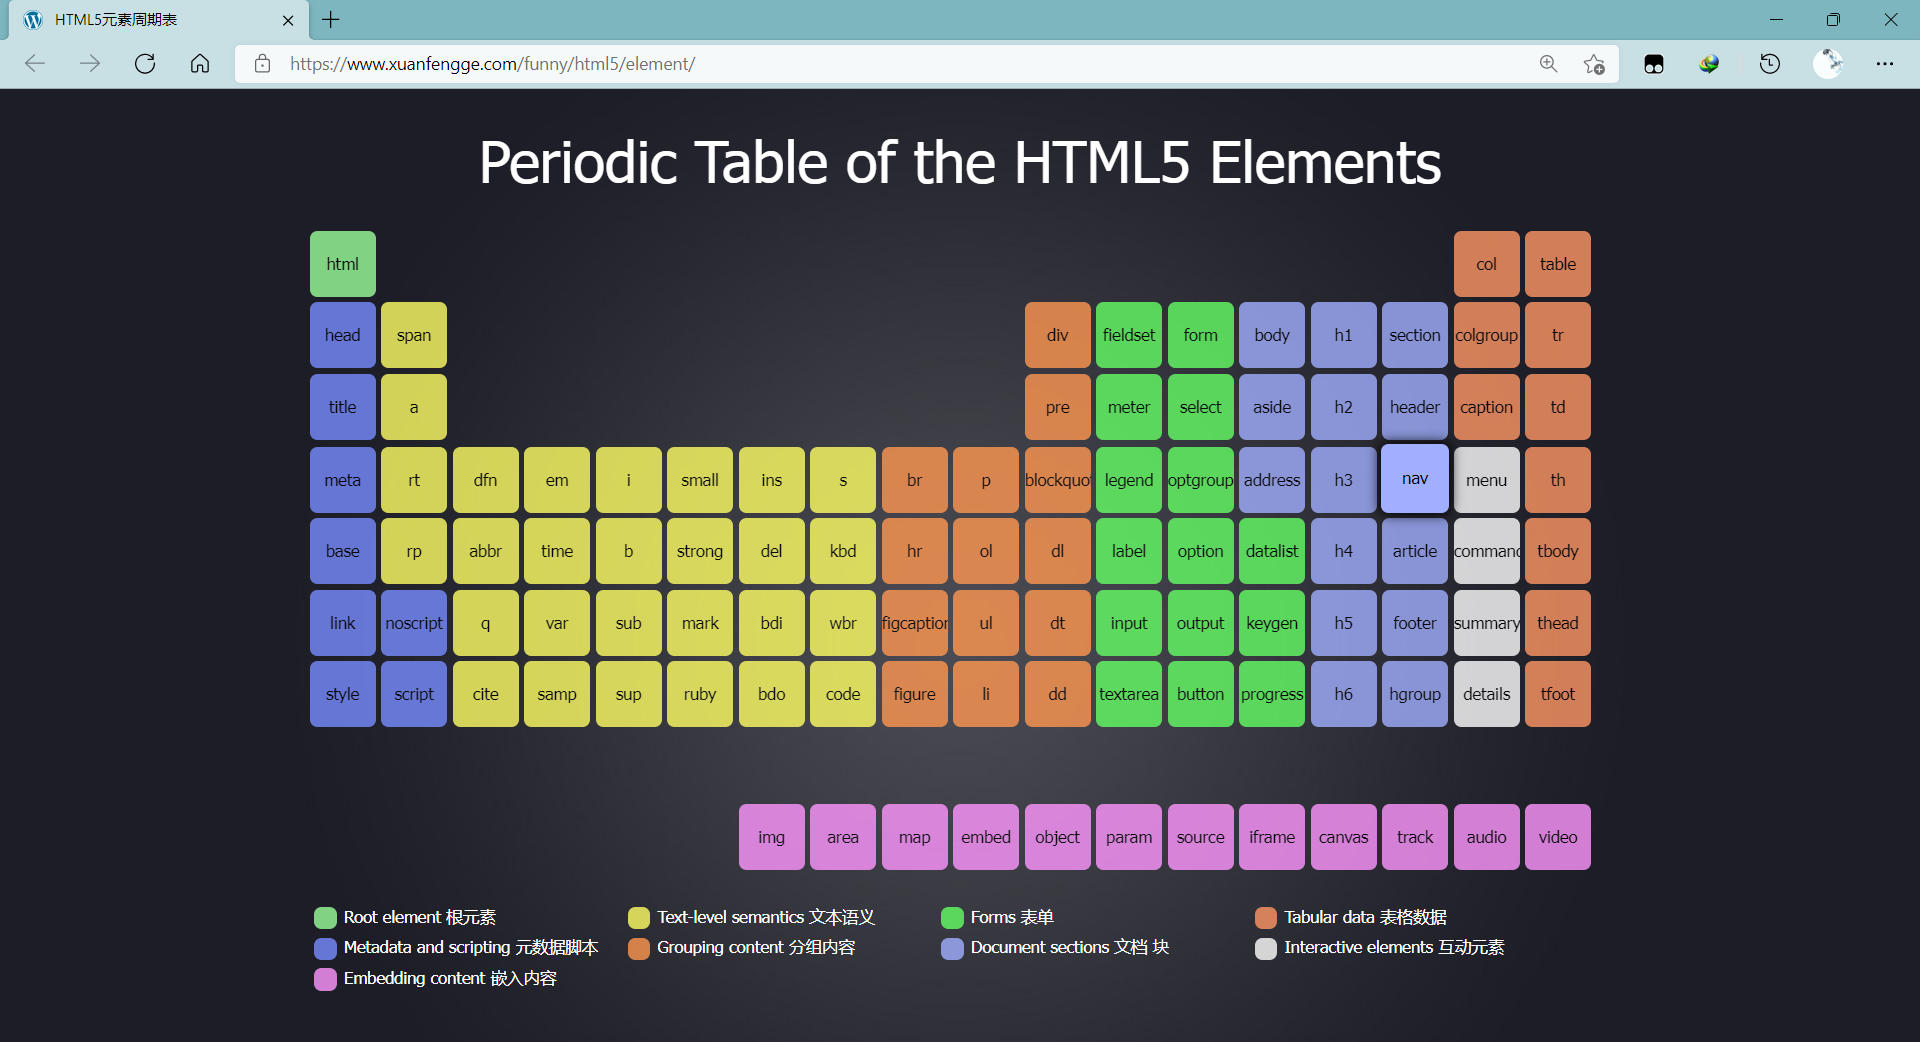 HTML5元素周期表
https://www.xuanfengge.com/funny/html5/element/
Periodic Table of the HTML5 Elements
html col table
head span div fieldset form body h1 section colgroup tr
title a pre meter select aside h2 header caption td
meta rt dfn em i small ins s br p blockquot legend optgroup address h3 nav menu th
base rp abbr time b strong del kbd hr ol dl label option datalist h4 article command tbody
link noscript q var sub mark bdi wbr figcaption ul dt input output keygen h5 footer summary thead
style script cite samp sup ruby bdo code figure li dd textarea button progress h6 hgroup details tfoot
img area map embed object param source iframe canvas track audio video
Root element 根元素 Text-level semantics 文本语义 Forms 表单 Tabular data 表格数据
Metadata and scripting 元数据脚本 Grouping content 分组内容 Document sections 文档 块 Interactive elements 互动元素
Embedding content 嵌入内容